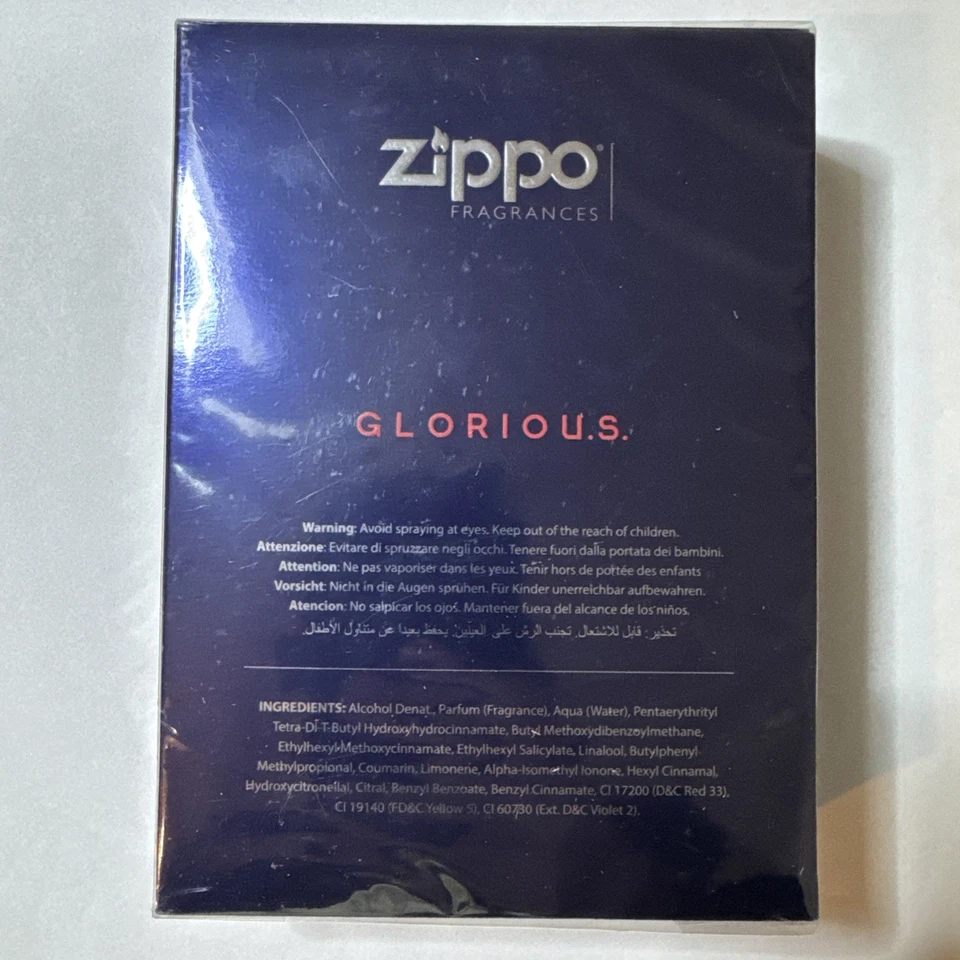 zippo
FRAGRANCES
GLORIOU.S.
Warning: Avoid spraying at eyes. Keep out of the reach of children.
Attenzione: Evitare di spruzzare negli occhi. Tenere fuori dalla portata dei bambini.
Attention: Ne pas vaporiser dans les yeux. Tenir hors de portée des enfants
Vorsicht: Nicht in die Augen sprühen. Für Kinder unerreichbar aufbewahren.
Atencion: No salpicar los ojos. Mantener fuera del alcance de los niños.
تحذير: قابل للاشتعال. تجنب الرش على العينين. يحفظ بعيدا عن متناول الأطفال.
INGREDIENTS: Alcohol Denat., Parfum (Fragrance), Aqua (Water), Pentaerythrityl
Tetra-Di-T-Butyl Hydroxyhydrocinnamate, Butyl Methoxydibenzoylmethane,
Ethylhexyl Methoxycinnamate, Ethylhexyl Salicylate, Linalool, Butylphenyl
Methylpropional, Coumarin, Limonene, Alpha-Isomethyl Ionone, Hexyl Cinnamal,
Hydroxycitronellal, Citral, Benzyl Benzoate, Benzyl Cinnamate, CI 17200 (D&C Red 33),
CI 19140 (FD&C Yellow 5), CI 60730 (Ext. D&C Violet 2).